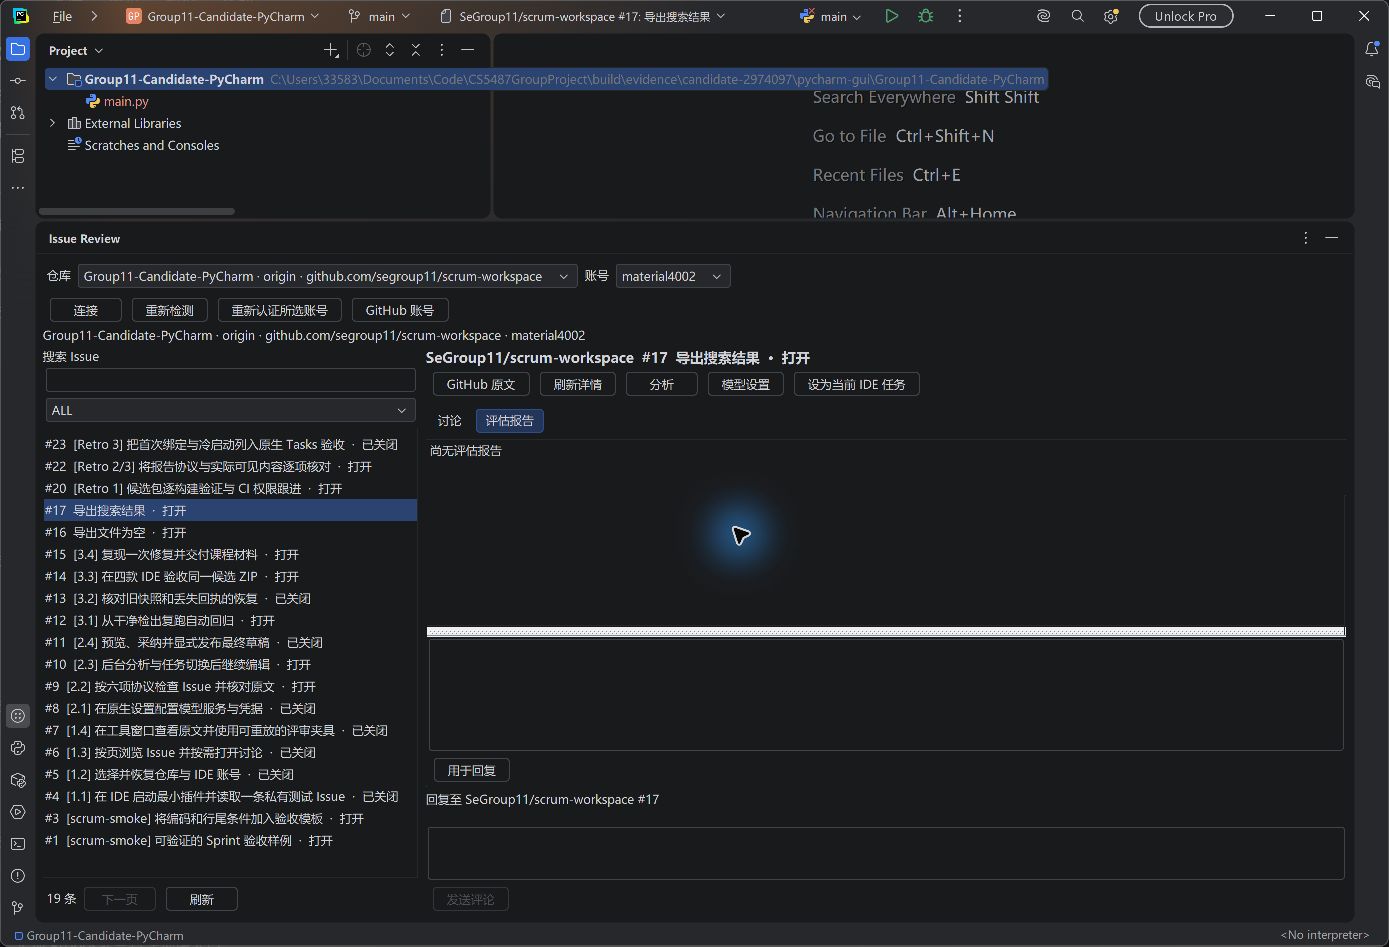 File
GP Group11-Candidate-PyCharm
main
SeGroup11/scrum-workspace #17: 导出搜索结果
main
Unlock Pro
Project
Group11-Candidate-PyCharm C:\Users\33583\Documents\Code\CS5487GroupProject\build\evidence\candidate-2974097\pycharm-gui\Group11-Candidate-PyCharm
main.py
External Libraries
Scratches and Consoles
Search Everywhere Shift Shift
Go to File Ctrl+Shift+N
Recent Files Ctrl+E
Navigation Bar Alt+Home
Issue Review
仓库 Group11-Candidate-PyCharm · origin · github.com/segroup11/scrum-workspace 账号 material4002
连接 重新检测 重新认证所选账号 GitHub 账号
Group11-Candidate-PyCharm · origin · github.com/segroup11/scrum-workspace · material4002
搜索 Issue
ALL
#23 [Retro 3] 把首次绑定与冷启动列入原生 Tasks 验收 · 已关闭
#22 [Retro 2/3] 将报告协议与实际可见内容逐项核对 · 打开
#20 [Retro 1] 候选包逐构建验证与 CI 权限跟进 · 打开
#17 导出搜索结果 · 打开
#16 导出文件为空 · 打开
#15 [3.4] 复现一次修复并交付课程材料 · 打开
#14 [3.3] 在四款 IDE 验收同一候选 ZIP · 打开
#13 [3.2] 核对旧快照和丢失回执的恢复 · 已关闭
#12 [3.1] 从干净检出复跑自动回归 · 打开
#11 [2.4] 预览、采纳并显式发布最终草稿 · 已关闭
#10 [2.3] 后台分析与任务切换后继续编辑 · 打开
#9 [2.2] 按六项协议检查 Issue 并核对原文 · 打开
#8 [2.1] 在原生设置配置模型服务与凭据 · 已关闭
#7 [1.4] 在工具窗口查看原文并使用可重放的评审夹具 · 已关闭
#6 [1.3] 按页浏览 Issue 并按需打开讨论 · 已关闭
#5 [1.2] 选择并恢复仓库与 IDE 账号 · 已关闭
#4 [1.1] 在 IDE 启动最小插件并读取一条私有测试 Issue · 已关闭
#3 [scrum-smoke] 将编码和行尾条件加入验收模板 · 打开
#1 [scrum-smoke] 可验证的 Sprint 验收样例 · 打开
19 条 下一页 刷新
SeGroup11/scrum-workspace #17 导出搜索结果 • 打开
GitHub 原文 刷新详情 分析 模型设置 设为当前 IDE 任务
讨论 评估报告
尚无评估报告
用于回复
回复至 SeGroup11/scrum-workspace #17
发送评论
Group11-Candidate-PyCharm
<No interpreter>